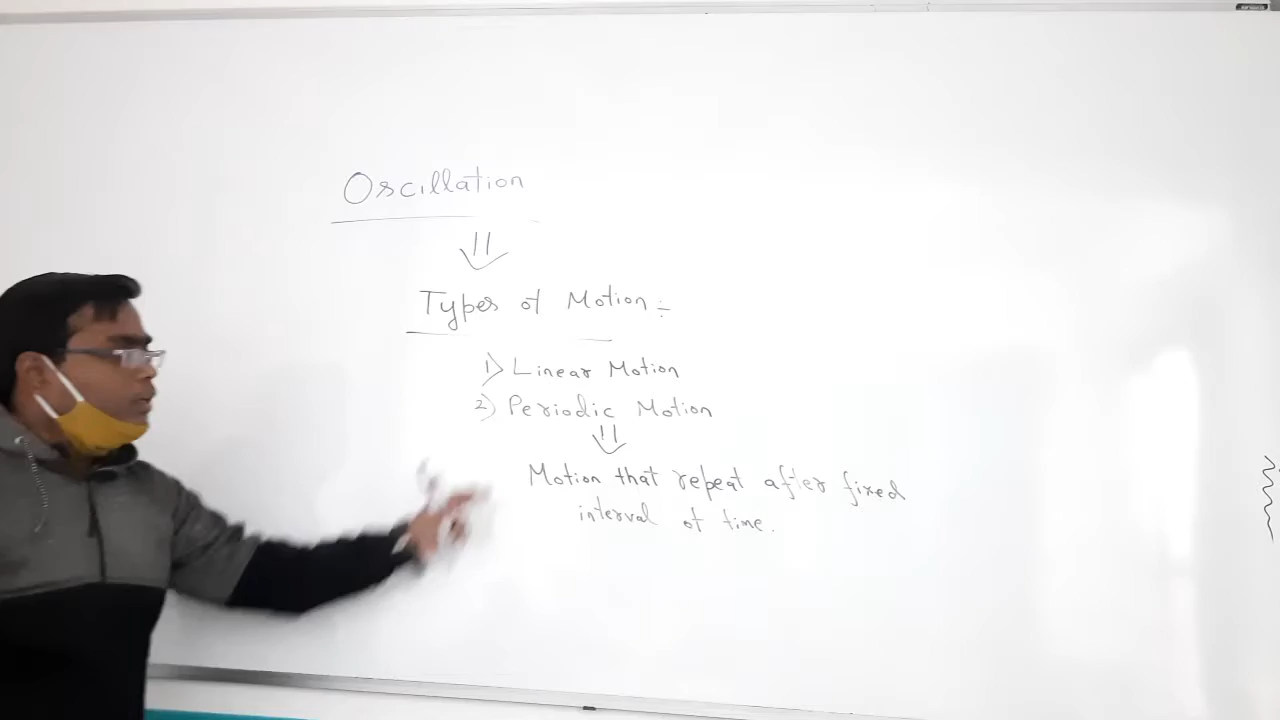 Oscillation
Types of Motion :-
1) Linear Motion
2) Periodic Motion
Motion that repeat after fixed
interval of time.